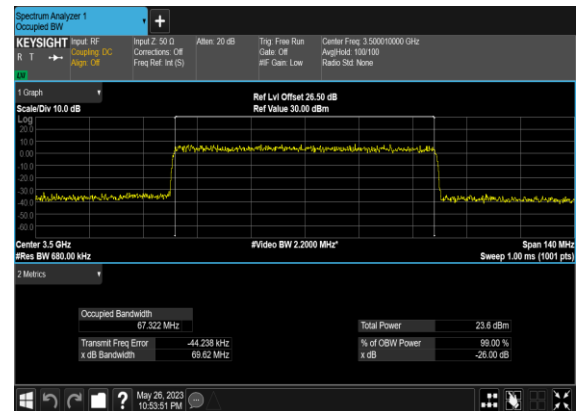 Spectrum Analyzer 1
Occupied BW
KEYSIGHT
R T
LU
Input: RF
Coupling: DC
Align: Off
Input Z: 50 Ω
Corrections: Off
Freq Ref: Int (S)
Atten: 20 dB
Trig: Free Run
Gate: Off
#IF Gain: Low
Center Freq: 3.500010000 GHz
Avg|Hold: 100/100
Radio Std: None
1 Graph
Scale/Div 10.0 dB
Ref Lvl Offset 26.50 dB
Ref Value 30.00 dBm
Log
20.0
10.0
0.00
-10.0
-20.0
-30.0
-40.0
-50.0
-60.0
Center 3.5 GHz
#Res BW 680.00 kHz
#Video BW 2.2000 MHz*
Span 140 MHz
Sweep 1.00 ms (1001 pts)
2 Metrics
Occupied Bandwidth
67.322 MHz
Total Power 23.6 dBm
Transmit Freq Error -44.238 kHz
% of OBW Power 99.00 %
x dB Bandwidth 69.62 MHz
x dB -26.00 dB
May 26, 2023
10:53:51 PM